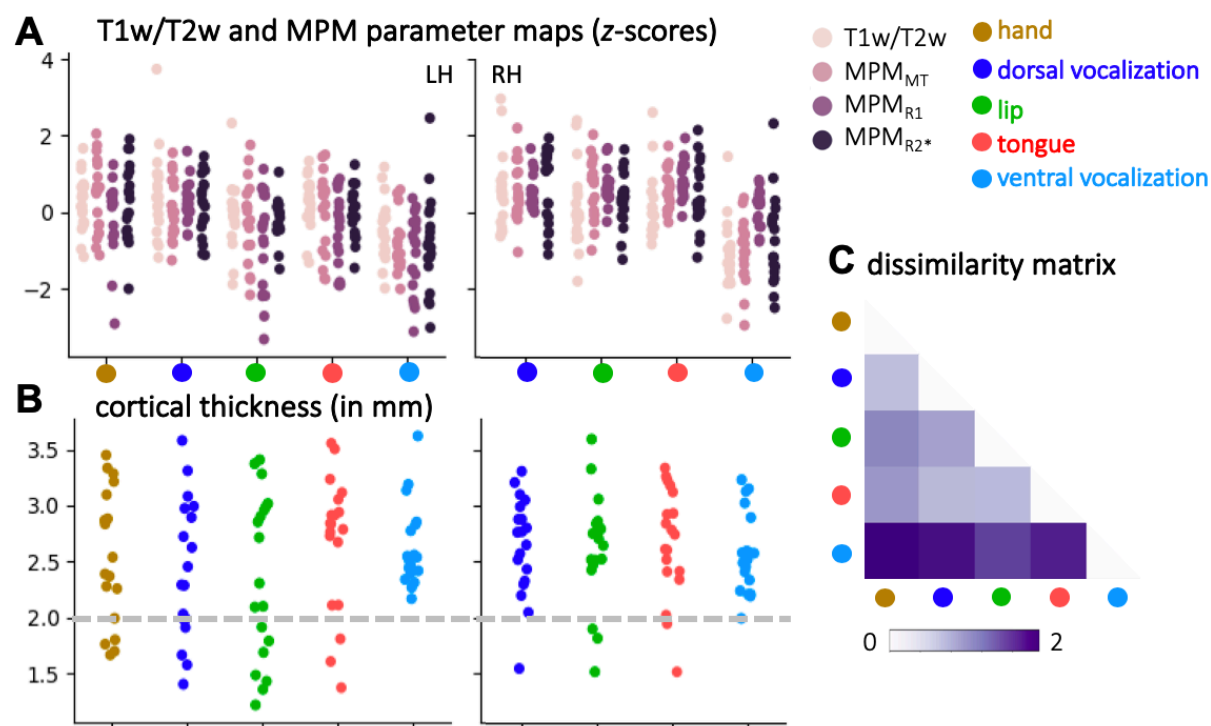 A T1w/T2w and MPM parameter maps (z-scores)
4
2
0
−2
LH
RH
T1w/T2w
MPM_MT
MPM_R1
MPM_R2*
hand
dorsal vocalization
lip
tongue
ventral vocalization
B cortical thickness (in mm)
3.5
3.0
2.5
2.0
1.5
C dissimilarity matrix
0 2